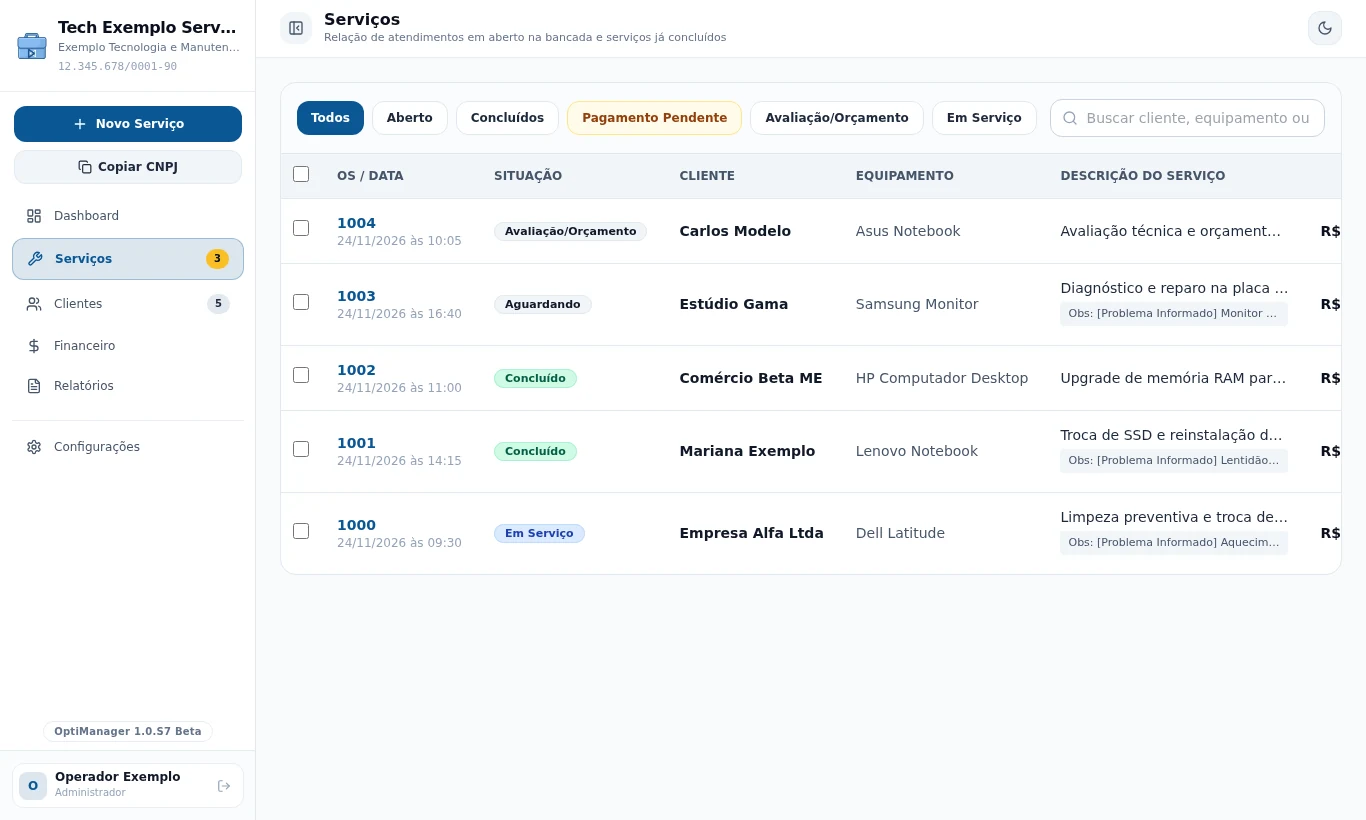 Tech Exemplo Serv...
Exemplo Tecnologia e Manuten...
12.345.678/0001-90
Novo Serviço
Copiar CNPJ
Dashboard
Serviços 3
Clientes 5
Financeiro
Relatórios
Configurações
OptiManager 1.0.S7 Beta
O
Operador Exemplo
Administrador
Serviços
Relação de atendimentos em aberto na bancada e serviços já concluídos
Todos Aberto Concluídos Pagamento Pendente Avaliação/Orçamento Em Serviço Buscar cliente, equipamento ou
OS / DATA SITUAÇÃO CLIENTE EQUIPAMENTO DESCRIÇÃO DO SERVIÇO
1004
24/11/2026 às 10:05
Avaliação/Orçamento Carlos Modelo Asus Notebook Avaliação técnica e orçament... R$
1003
24/11/2026 às 16:40
Aguardando Estúdio Gama Samsung Monitor
Diagnóstico e reparo na placa ...
Obs: [Problema Informado] Monitor ...
R$
1002
24/11/2026 às 11:00
Concluído Comércio Beta ME HP Computador Desktop Upgrade de memória RAM par... R$
1001
24/11/2026 às 14:15
Concluído Mariana Exemplo Lenovo Notebook
Troca de SSD e reinstalação d...
Obs: [Problema Informado] Lentidão...
R$
1000
24/11/2026 às 09:30
Em Serviço Empresa Alfa Ltda Dell Latitude
Limpeza preventiva e troca de...
Obs: [Problema Informado] Aquecim...
R$